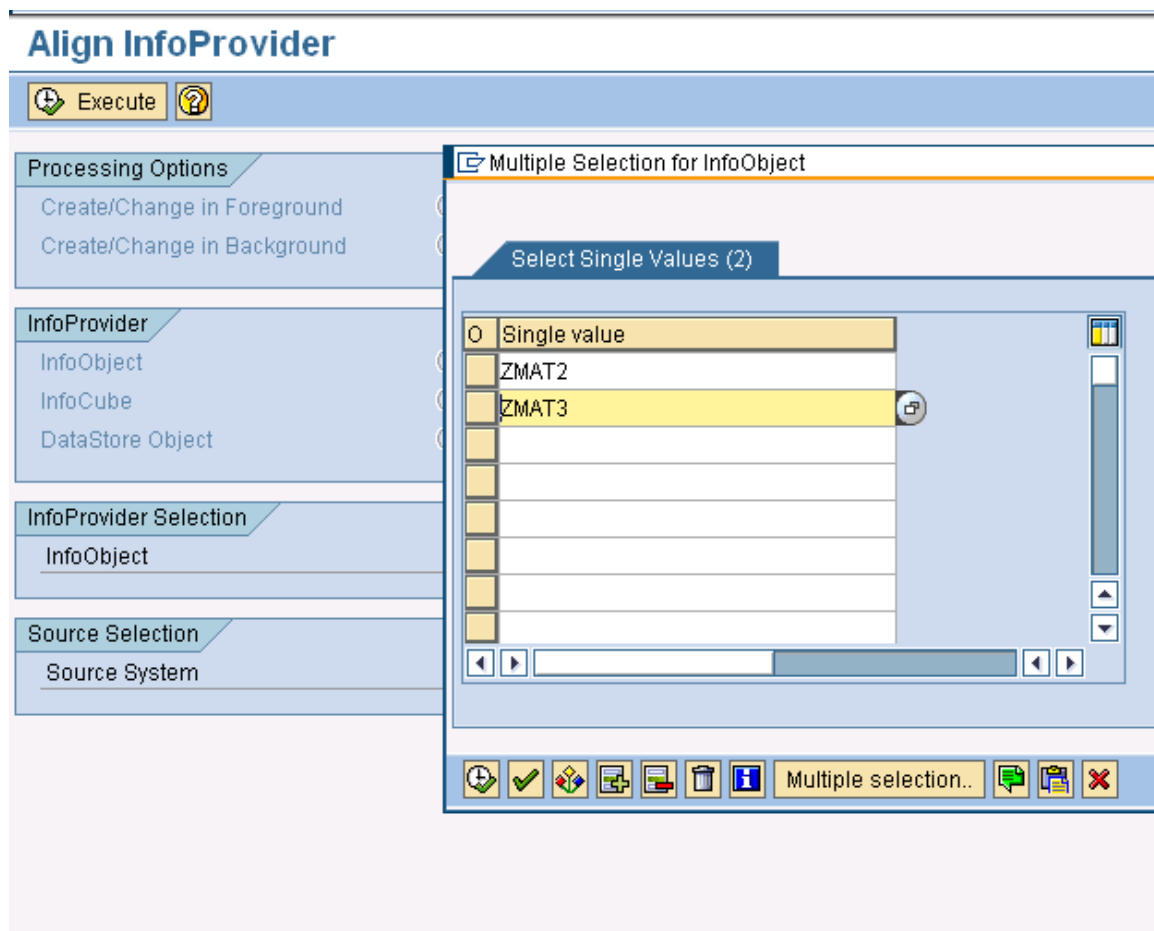 Align InfoProvider
Execute
Processing Options
Create/Change in Foreground
Create/Change in Background
InfoProvider
InfoObject
InfoCube
DataStore Object
InfoProvider Selection
InfoObject
Source Selection
Source System
Multiple Selection for InfoObject
Select Single Values (2)
O Single value
ZMAT2
ZMAT3
Multiple selection..